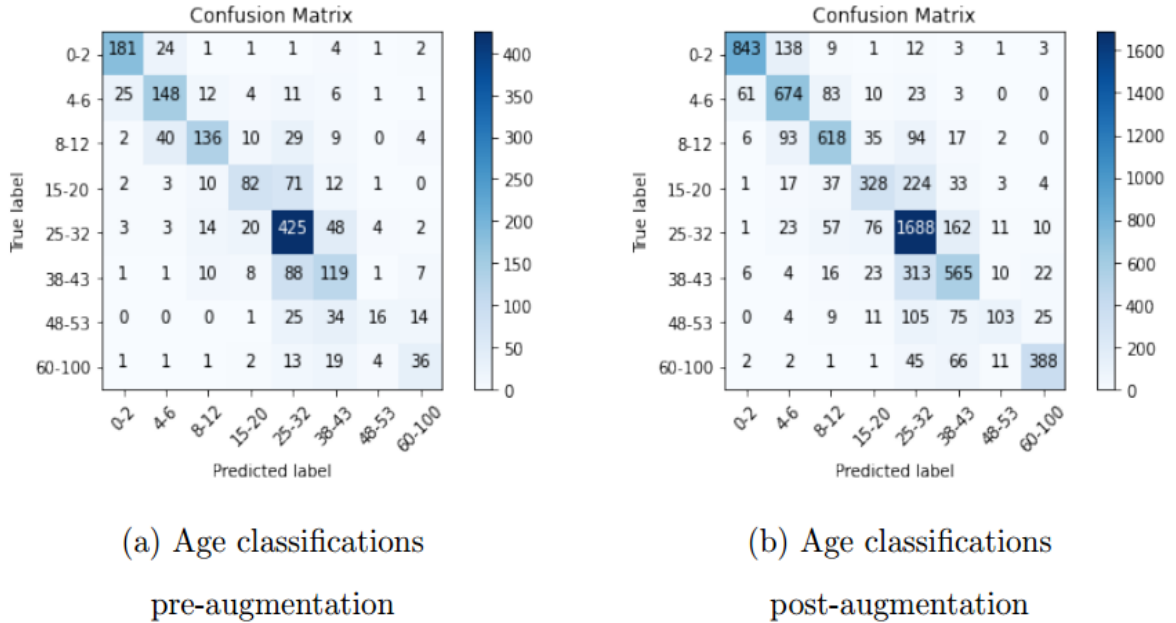 Confusion Matrix
0-2 181 24 1 1 1 4 1 2
4-6 25 148 12 4 11 6 1 1
8-12 2 40 136 10 29 9 0 4
15-20 2 3 10 82 71 12 1 0
25-32 3 3 14 20 425 48 4 2
38-43 1 1 10 8 88 119 1 7
48-53 0 0 0 1 25 34 16 14
60-100 1 1 1 2 13 19 4 36
0-2 4-6 8-12 15-20 25-32 38-43 48-53 60-100
Predicted label
True label
400
350
300
250
200
150
100
50
0
(a) Age classifications
pre-augmentation
Confusion Matrix
0-2 843 138 9 1 12 3 1 3
4-6 61 674 83 10 23 3 0 0
8-12 6 93 618 35 94 17 2 0
15-20 1 17 37 328 224 33 3 4
25-32 1 23 57 76 1688 162 11 10
38-43 6 4 16 23 313 565 10 22
48-53 0 4 9 11 105 75 103 25
60-100 2 2 1 1 45 66 11 388
0-2 4-6 8-12 15-20 25-32 38-43 48-53 60-100
Predicted label
True label
1600
1400
1200
1000
800
600
400
200
0
(b) Age classifications
post-augmentation